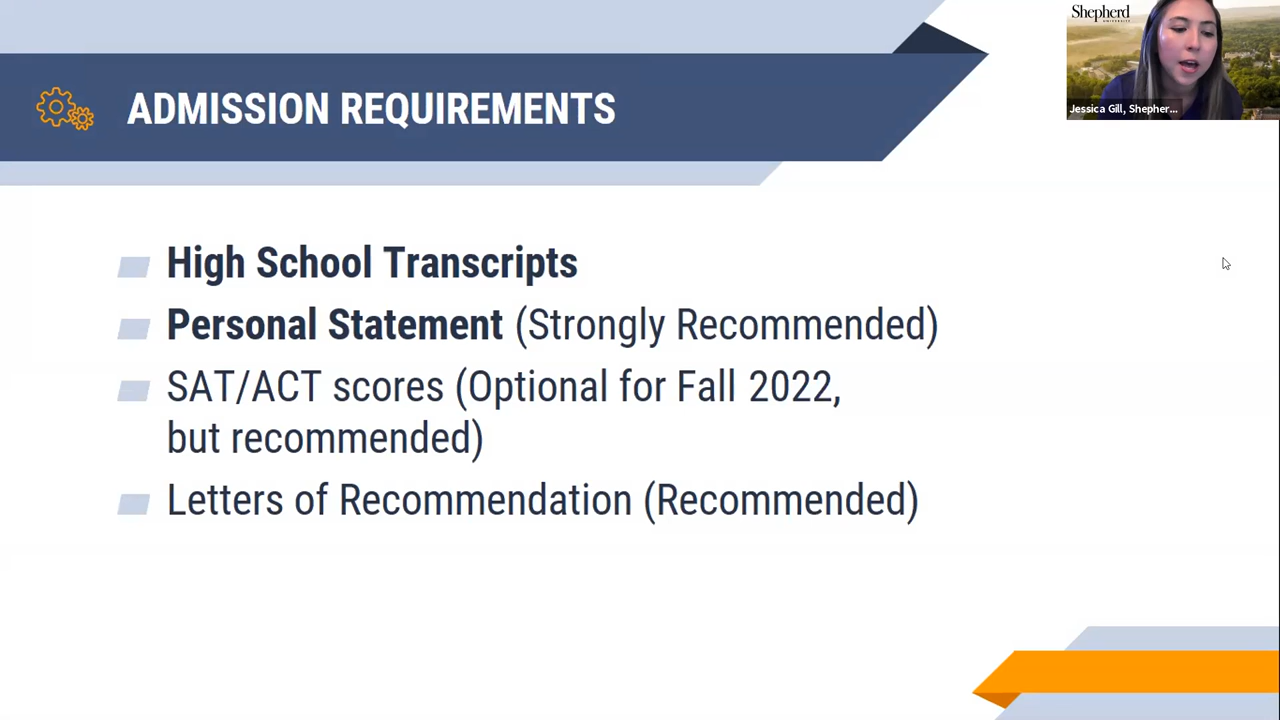 Shepherd
UNIVERSITY
Jessica Gill, Shepher...
ADMISSION REQUIREMENTS
High School Transcripts
Personal Statement (Strongly Recommended)
SAT/ACT scores (Optional for Fall 2022,
but recommended)
Letters of Recommendation (Recommended)